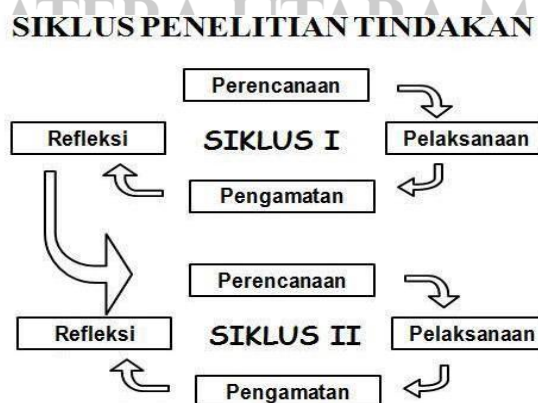 SIKLUS PENELITIAN TINDAKAN
Perencanaan
Refleksi
SIKLUS I
Pelaksanaan
Pengamatan
Perencanaan
Refleksi
SIKLUS II
Pelaksanaan
Pengamatan